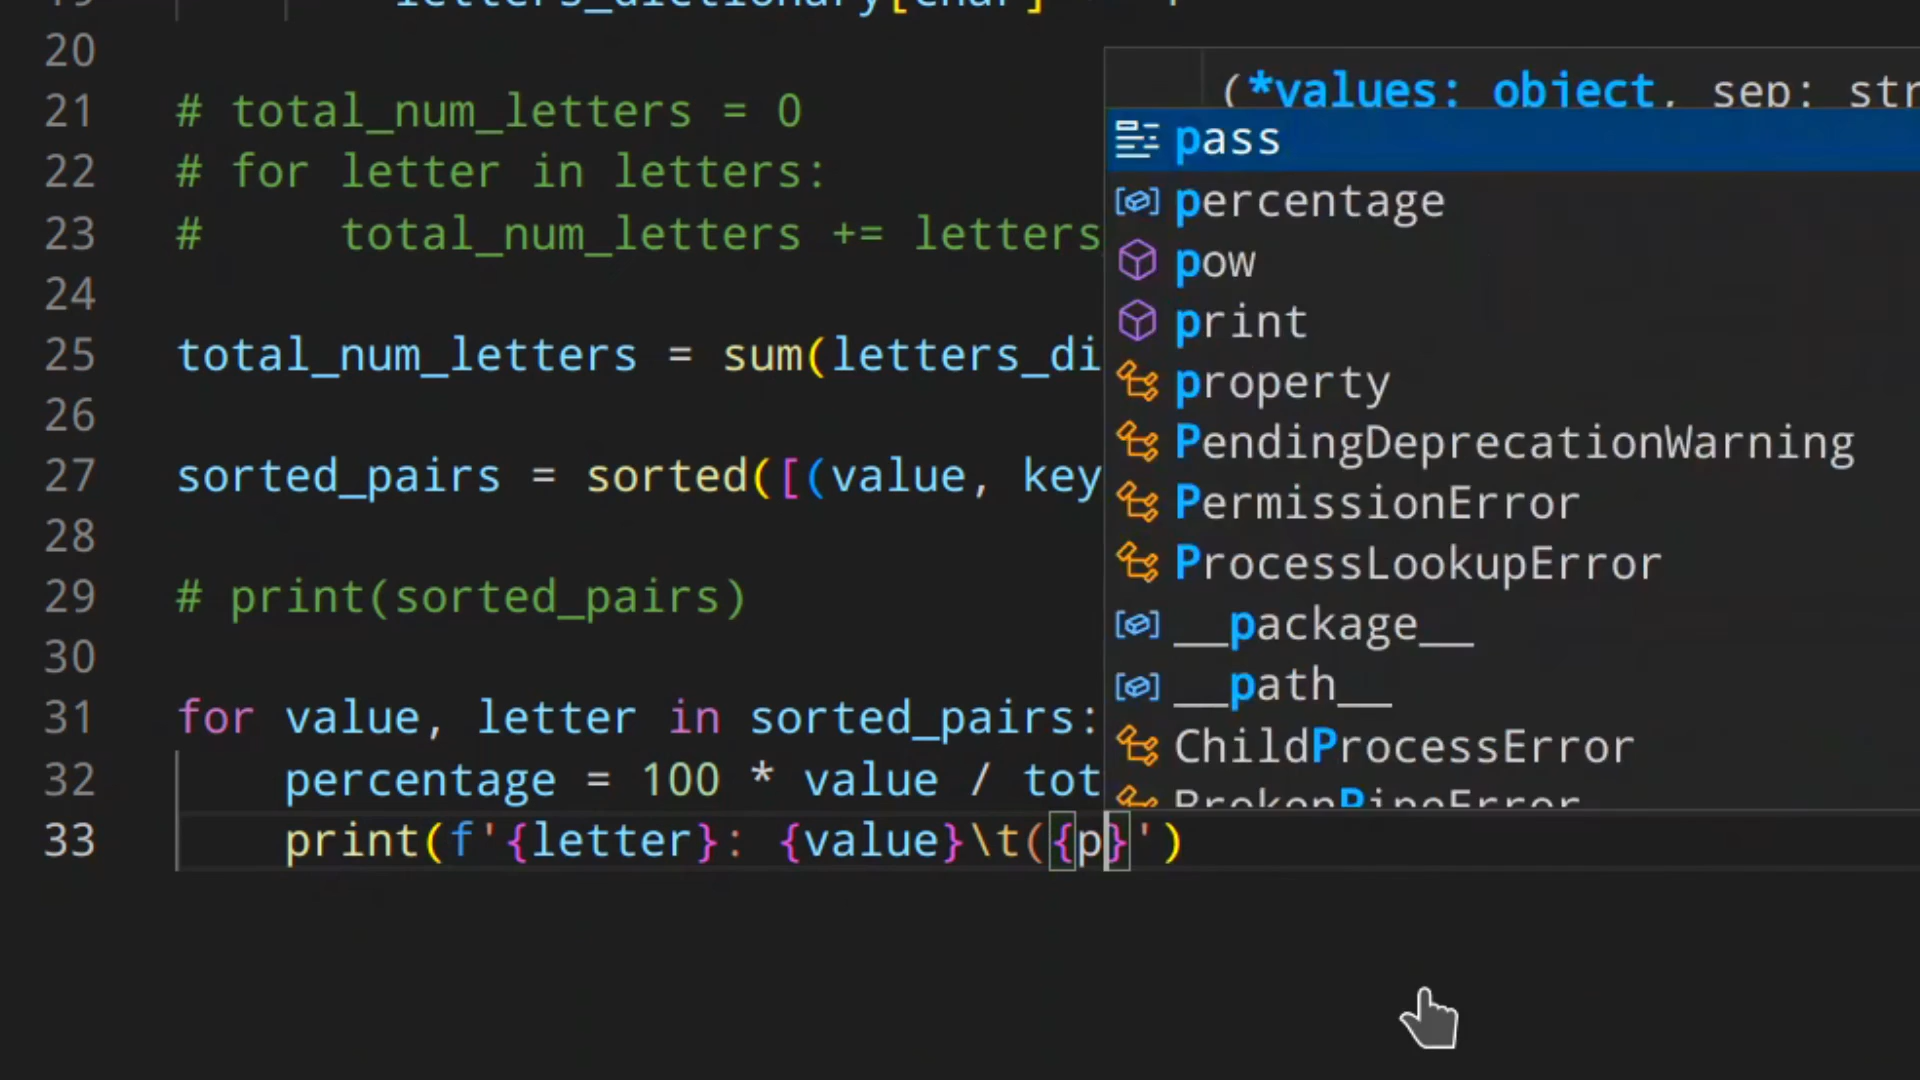 letters_dictionary[char]
20
21 # total_num_letters = 0
22 # for letter in letters:
23 #     total_num_letters += letters
24
25 total_num_letters = sum(letters_di
26
27 sorted_pairs = sorted([(value, key
28
29 # print(sorted_pairs)
30
31 for value, letter in sorted_pairs:
32     percentage = 100 * value / tot
33     print(f'{letter}: {value}\t({p}')
(*values: object, sep: str
pass
percentage
pow
print
property
PendingDeprecationWarning
PermissionError
ProcessLookupError
__package__
__path__
ChildProcessError
BrokenPipeError